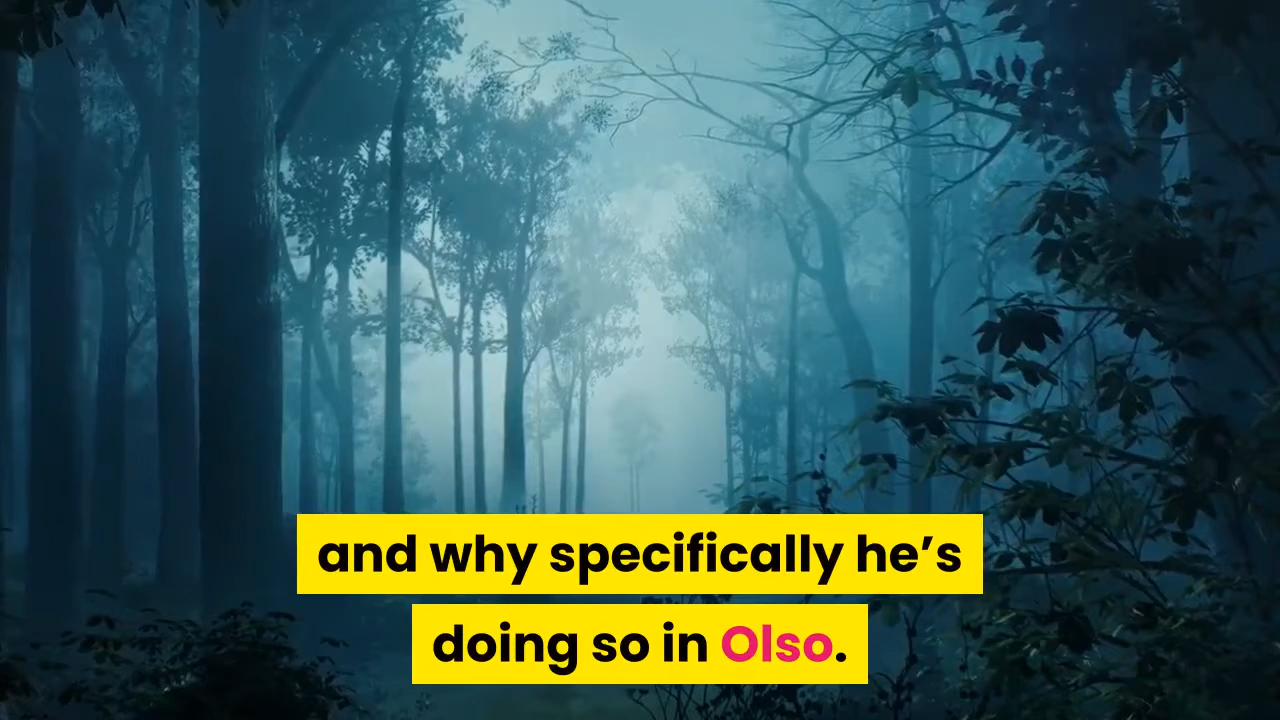 and why specifically he’s
doing so in Olso.